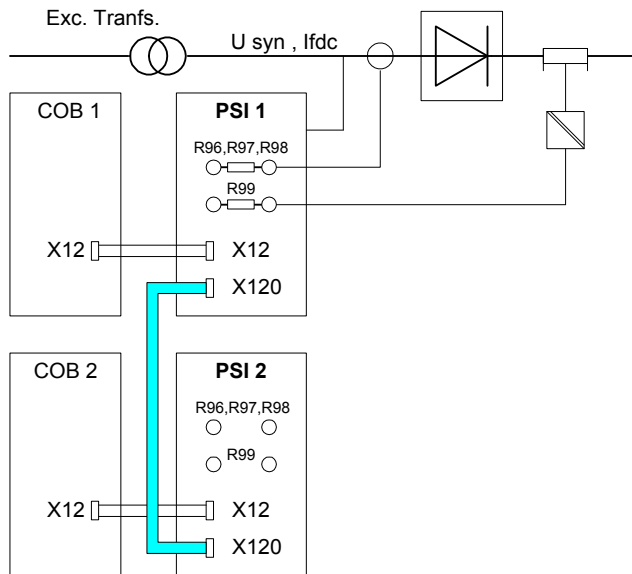 Exc. Tranfs.
U syn , Ifdc
COB 1
PSI 1
R96,R97,R98
R99
X12
X12
X120
COB 2
PSI 2
R96,R97,R98
R99
X12
X12
X120